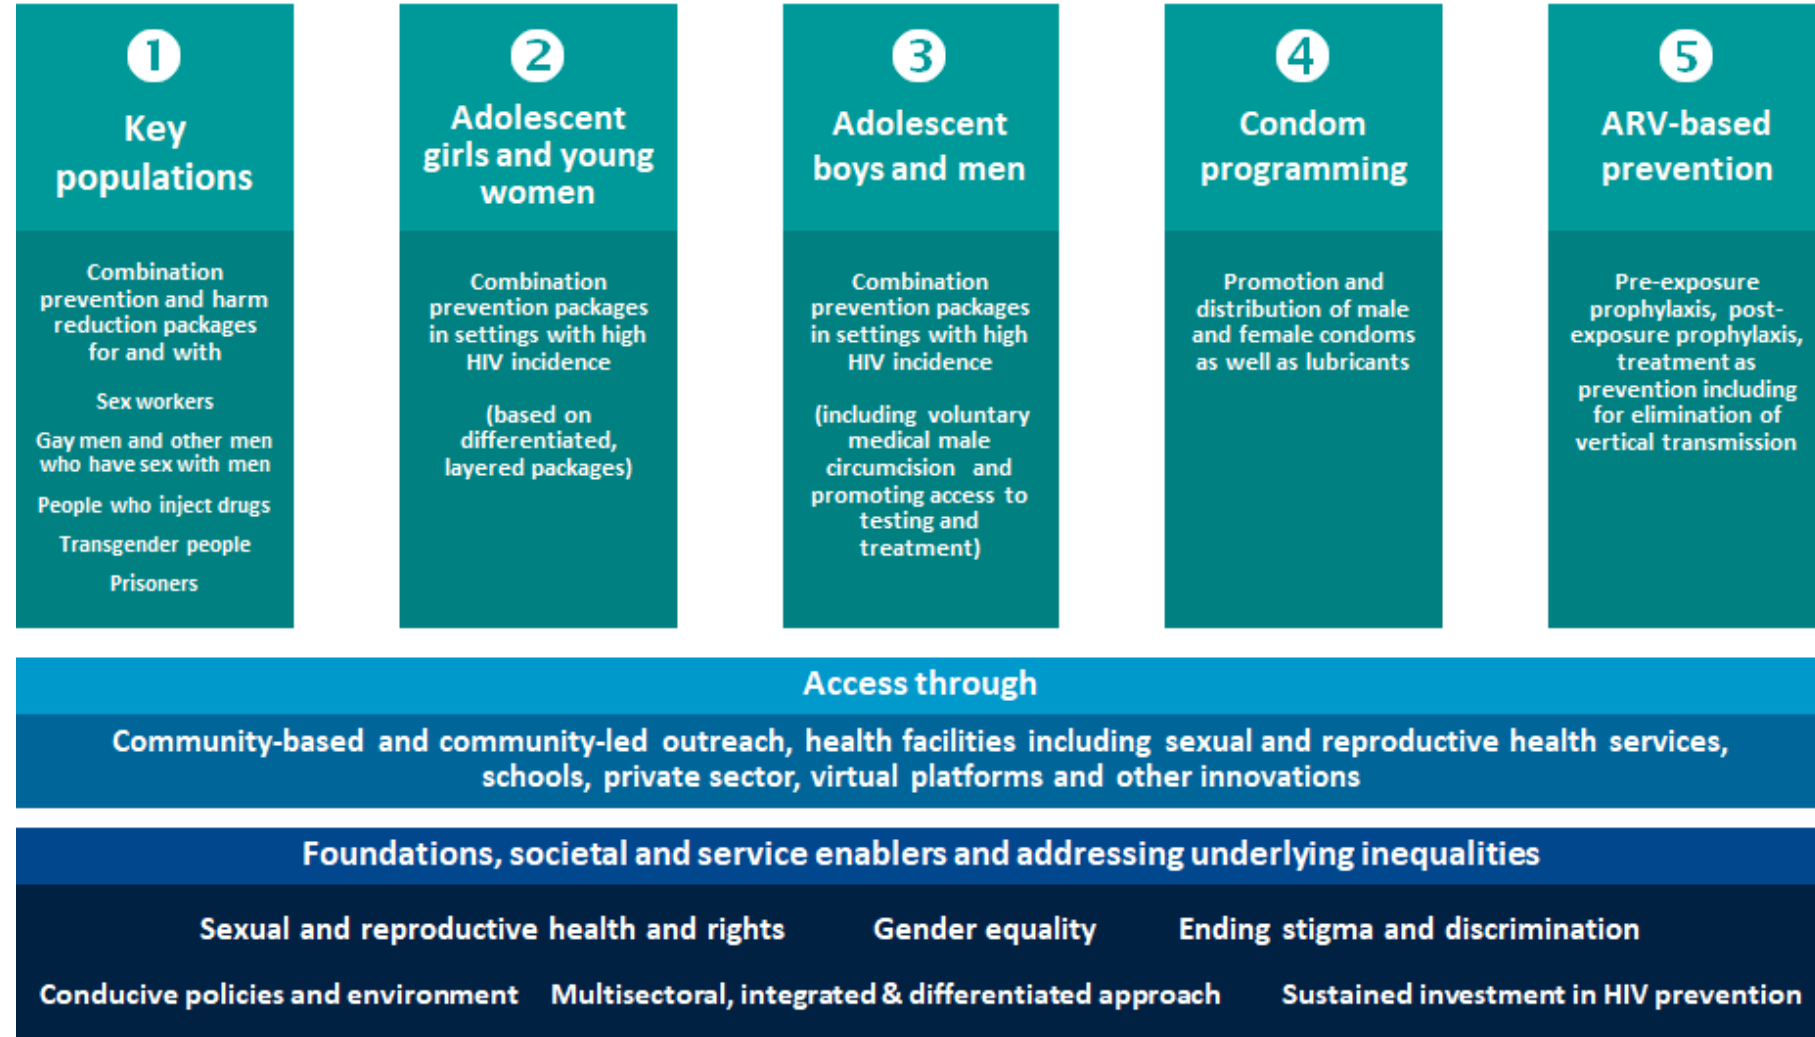 1
Key
populations
Combination
prevention and harm
reduction packages
for and with
Sex workers
Gay men and other men
who have sex with men
People who inject drugs
Transgender people
Prisoners
2
Adolescent
girls and young
women
Combination
prevention packages
in settings with high
HIV incidence
(based on
differentiated,
layered packages)
3
Adolescent
boys and men
Combination
prevention packages
in settings with high
HIV incidence
(including voluntary
medical male
circumcision and
promoting access to
testing and
treatment)
4
Condom
programming
Promotion and
distribution of male
and female condoms
as well as lubricants
5
ARV-based
prevention
Pre-exposure
prophylaxis, post-
exposure prophylaxis,
treatment as
prevention including
for elimination of
vertical transmission
Access through
Community-based and community-led outreach, health facilities including sexual and reproductive health services,
schools, private sector, virtual platforms and other innovations
Foundations, societal and service enablers and addressing underlying inequalities
Sexual and reproductive health and rights Gender equality Ending stigma and discrimination
Conducive policies and environment Multisectoral, integrated & differentiated approach Sustained investment in HIV prevention